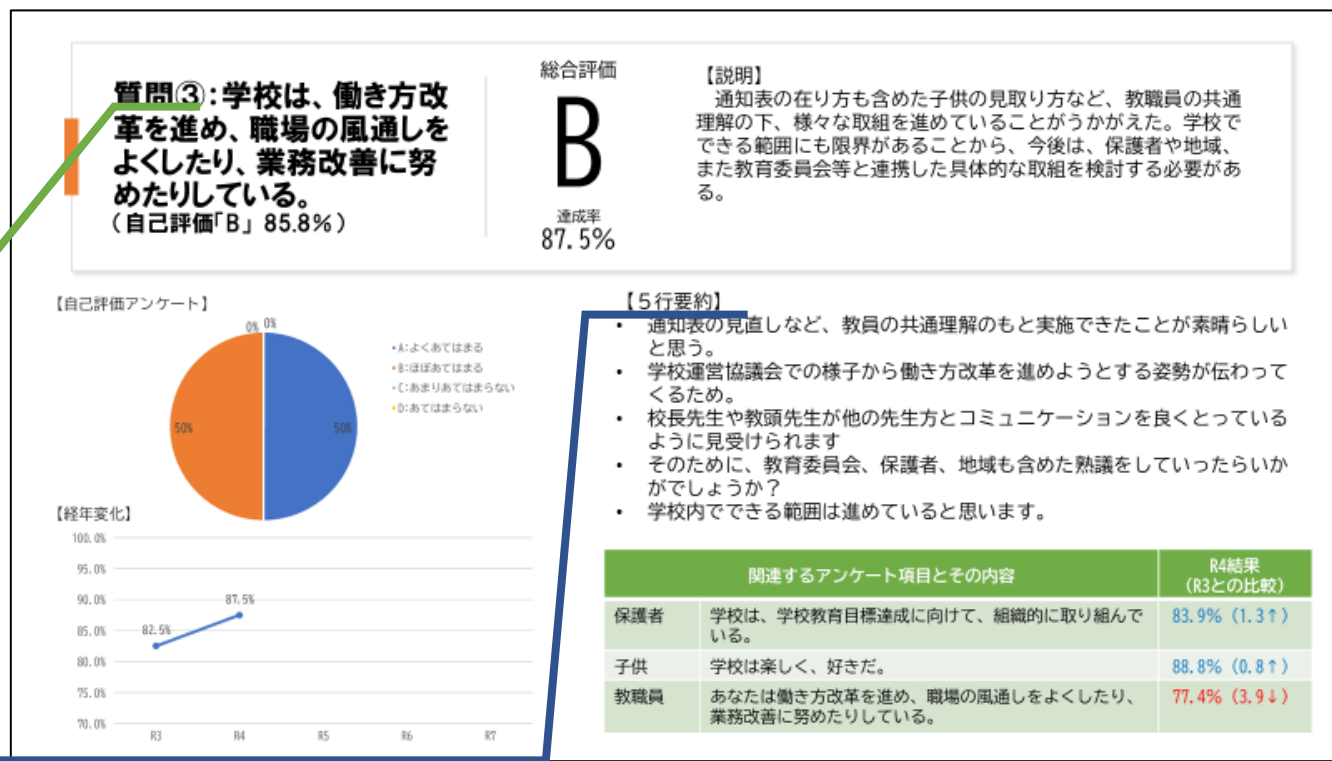 質問③:学校は、働き方改
革を進め、職場の風通しを
よくしたり、業務改善に努
めたりしている。
(自己評価「B」85.8%)
総合評価
B
達成率
87.5%
【説明】
　通知表の在り方も含めた子供の見取り方など、教職員の共通
理解の下、様々な取組を進めていることがうかがえた。学校で
できる範囲にも限界があることから、今後は、保護者や地域、
また教育委員会等と連携した具体的な取組を検討する必要があ
る。
【自己評価アンケート】
0% 0%
50%
50%
・A:よくあてはまる
・B:ほぼあてはまる
・C:あまりあてはまらない
・D:あてはまらない
【経年変化】
100.0%
95.0%
90.0%
85.0%
80.0%
75.0%
70.0%
82.5%
87.5%
R3 R4 R5 R6 R7
【5行要約】
・ 通知表の見直しなど、教員の共通理解のもと実施できたことが素晴らしい
と思う。
・ 学校運営協議会での様子から働き方改革を進めようとする姿勢が伝わって
くるため。
・ 校長先生や教頭先生が他の先生方とコミュニケーションを良くとっている
ように見受けられます
・ そのために、教育委員会、保護者、地域も含めた熟議をしていったらいか
がでしょうか?
・ 学校内でできる範囲は進めていると思います。
関連するアンケート項目とその内容
R4結果
(R3との比較)
保護者 学校は、学校教育目標達成に向けて、組織的に取り組んで
いる。
83.9% (1.3↑)
子供 学校は楽しく、好きだ。 88.8% (0.8↑)
教職員 あなたは働き方改革を進め、職場の風通しをよくしたり、
業務改善に努めたりしている。
77.4% (3.9↓)